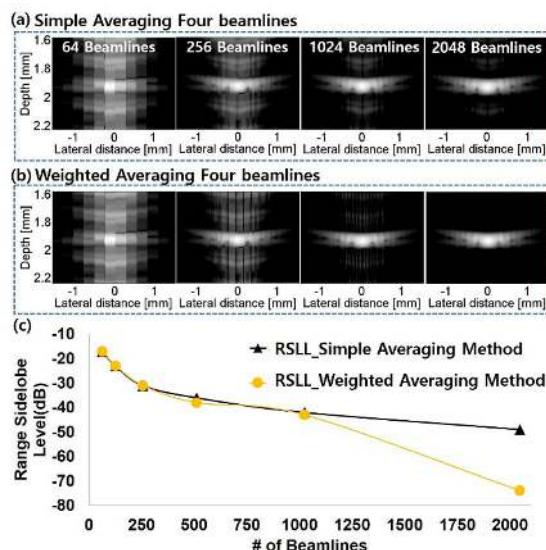 (a) Simple Averaging Four beamlines
64 Beamlines 256 Beamlines 1024 Beamlines 2048 Beamlines
Depth [mm]
1.6
1.8
2
2.2
-1 0 1 -1 0 1 -1 0 1 -1 0 1
Lateral distance [mm] Lateral distance [mm] Lateral distance [mm] Lateral distance [mm]
(b) Weighted Averaging Four beamlines
Depth [mm]
1.6
1.8
2
2.2
-1 0 1 -1 0 1 -1 0 1 -1 0 1
Lateral distance [mm] Lateral distance [mm] Lateral distance [mm] Lateral distance [mm]
(c)
Range Sidelobe
Level(dB)
-10
-20
-30
-40
-50
-60
-70
-80
RSLL_Simple Averaging Method
RSLL_Weighted Averaging Method
0 250 500 750 1000 1250 1500 1750 2000
# of Beamlines